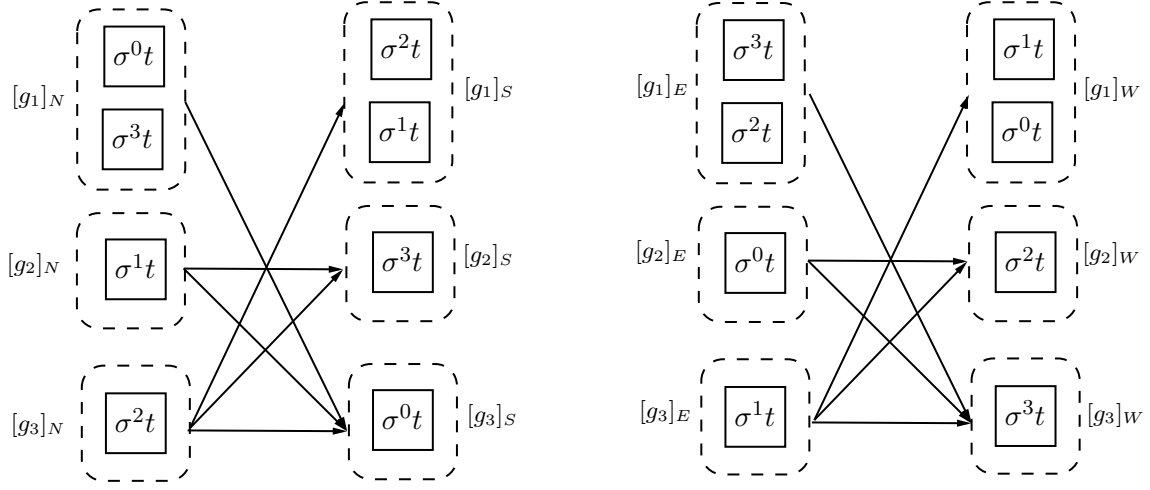 σ⁰t
σ³t
[g₁]_N
σ¹t
[g₂]_N
σ²t
[g₃]_N
σ²t
σ¹t
[g₁]_S
σ³t
[g₂]_S
σ⁰t
[g₃]_S
σ³t
σ²t
[g₁]_E
σ⁰t
[g₂]_E
σ¹t
[g₃]_E
σ¹t
σ⁰t
[g₁]_W
σ²t
[g₂]_W
σ³t
[g₃]_W